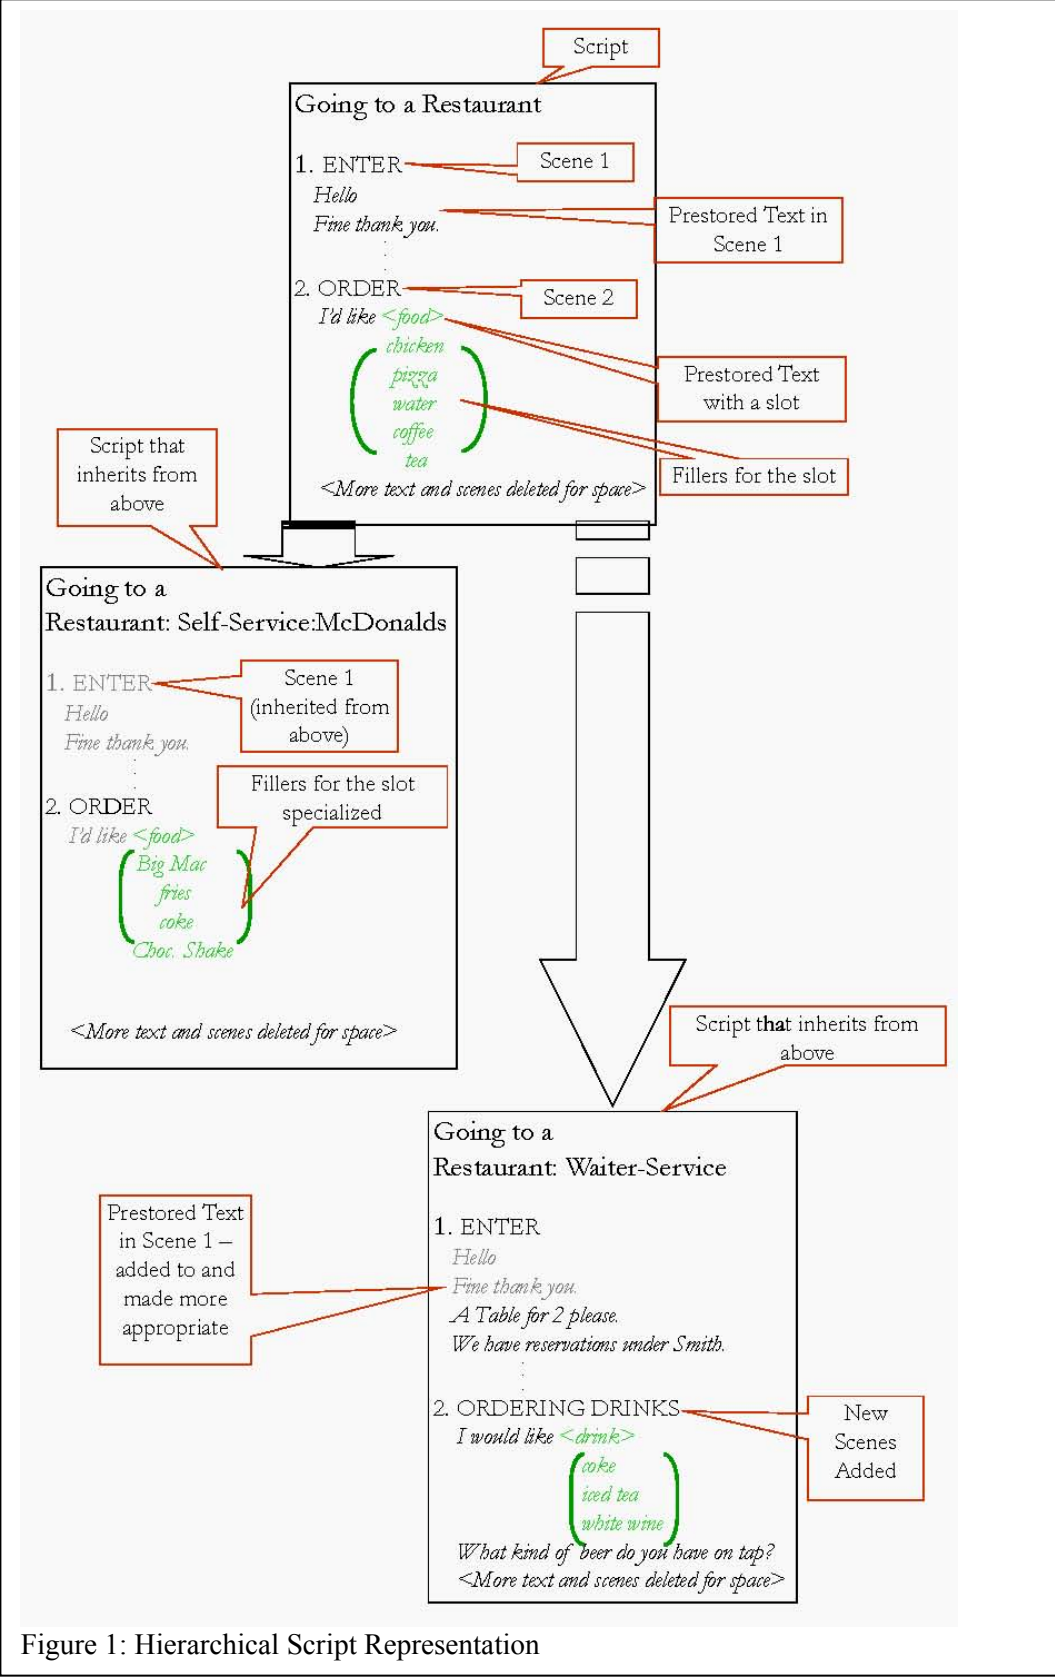 Script
Going to a Restaurant
1. ENTER
Scene 1
Hello
Fine thank you.
Prestored Text in
Scene 1
2. ORDER
Scene 2
I'd like <food>
chicken
pizza
water
coffee
tea
Prestored Text
with a slot
Fillers for the slot
<More text and scenes deleted for space>
Script that
inherits from
above
Going to a
Restaurant: Self-Service:McDonalds
1. ENTER
Scene 1
(inherited from
above)
Hello
Fine thank you.
Fillers for the slot
specialized
2. ORDER
I'd like <food>
Big Mac
fries
coke
Choc. Shake
<More text and scenes deleted for space>
Script that inherits from
above
Going to a
Restaurant: Waiter-Service
Prestored Text
in Scene 1 –
added to and
made more
appropriate
1. ENTER
Hello
Fine thank you.
A Table for 2 please.
We have reservations under Smith.
2. ORDERING DRINKS
New
Scenes
Added
I would like <drink>
coke
iced tea
white wine
What kind of beer do you have on tap?
<More text and scenes deleted for space>
Figure 1: Hierarchical Script Representation